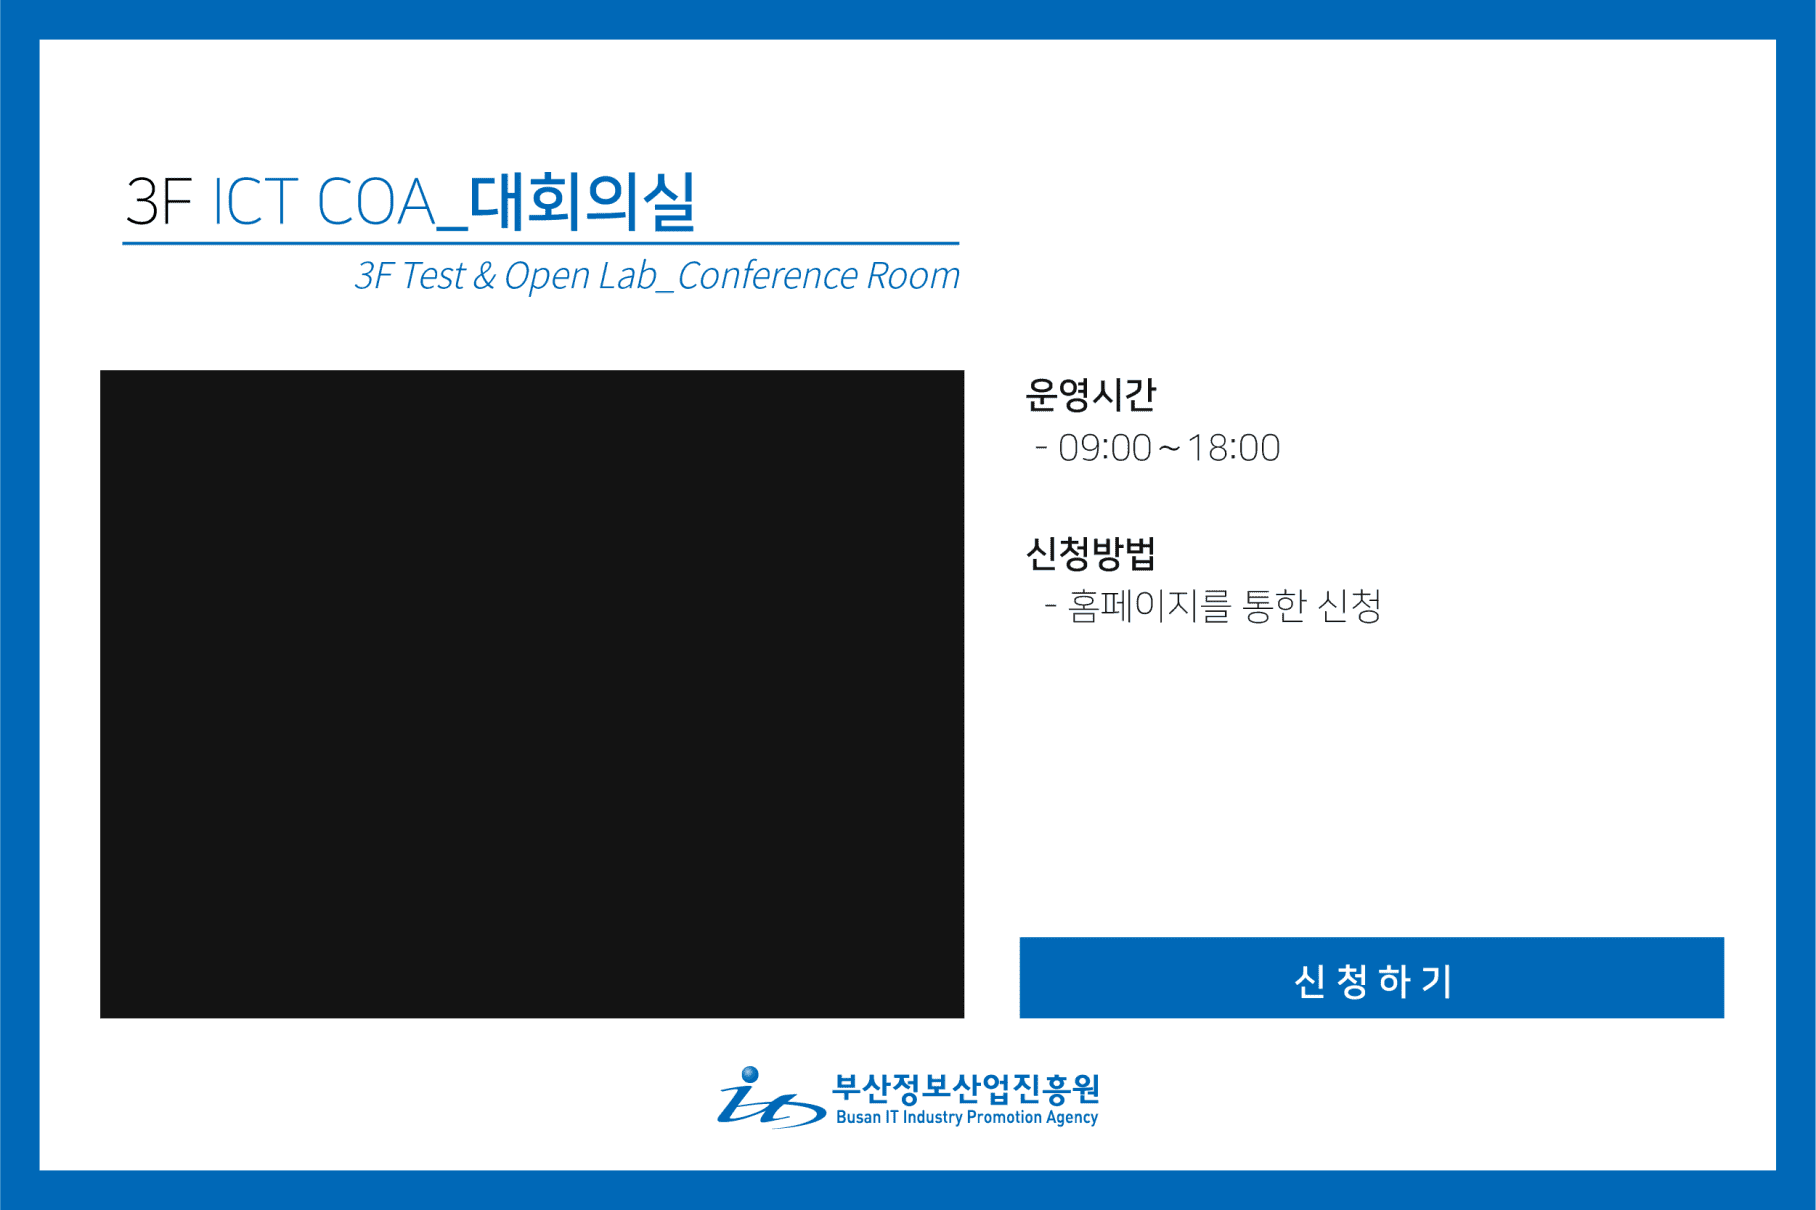 3F ICT COA_대회의실
3F Test & Open Lab_Conference Room
운영시간
- 09:00~18:00
신청방법
- 홈페이지를 통한 신청
신청하기
부산정보산업진흥원
Busan IT Industry Promotion Agency